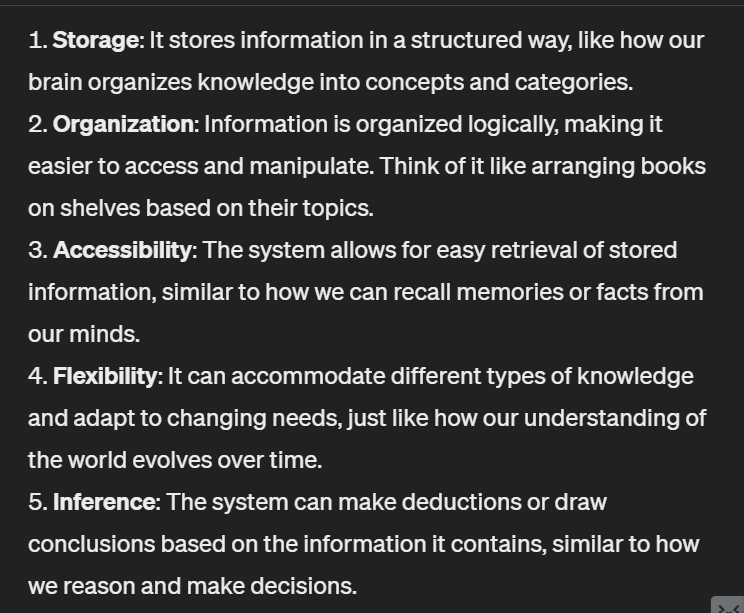 1. Storage: It stores information in a structured way, like how our
brain organizes knowledge into concepts and categories.
2. Organization: Information is organized logically, making it
easier to access and manipulate. Think of it like arranging books
on shelves based on their topics.
3. Accessibility: The system allows for easy retrieval of stored
information, similar to how we can recall memories or facts from
our minds.
4. Flexibility: It can accommodate different types of knowledge
and adapt to changing needs, just like how our understanding of
the world evolves over time.
5. Inference: The system can make deductions or draw
conclusions based on the information it contains, similar to how
we reason and make decisions.